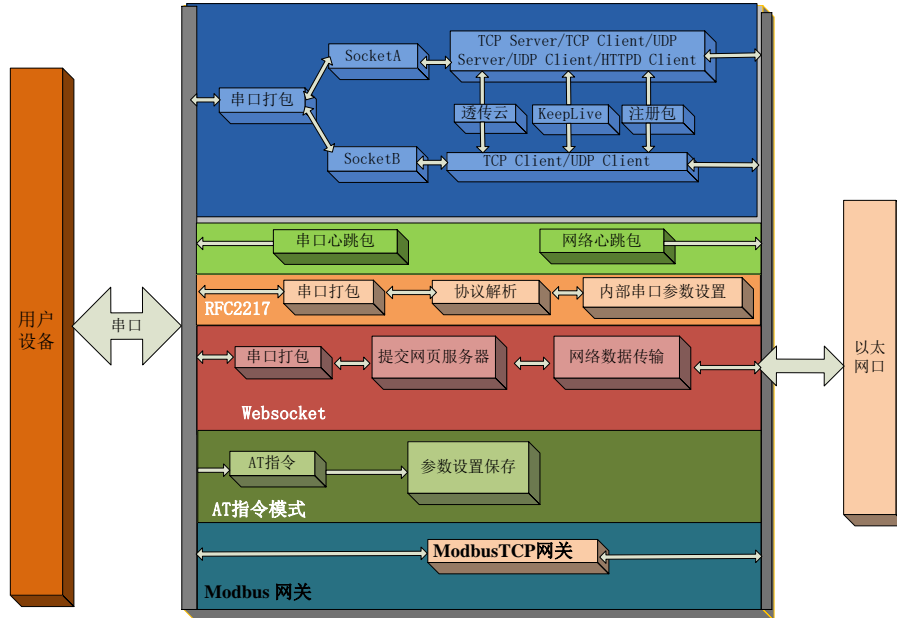 TCP Server/TCP Client/UDP
Server/UDP Client/HTTPD Client
SocketA
串口打包
透传云
KeepLive
注册包
SocketB
TCP Client/UDP Client
串口心跳包
网络心跳包
串口打包
协议解析
内部串口参数设置
RFC2217
用户
设备
串口
以太
网口
串口打包
提交网页服务器
网络数据传输
Websocket
AT指令
参数设置保存
AT指令模式
ModbusTCP网关
Modbus 网关